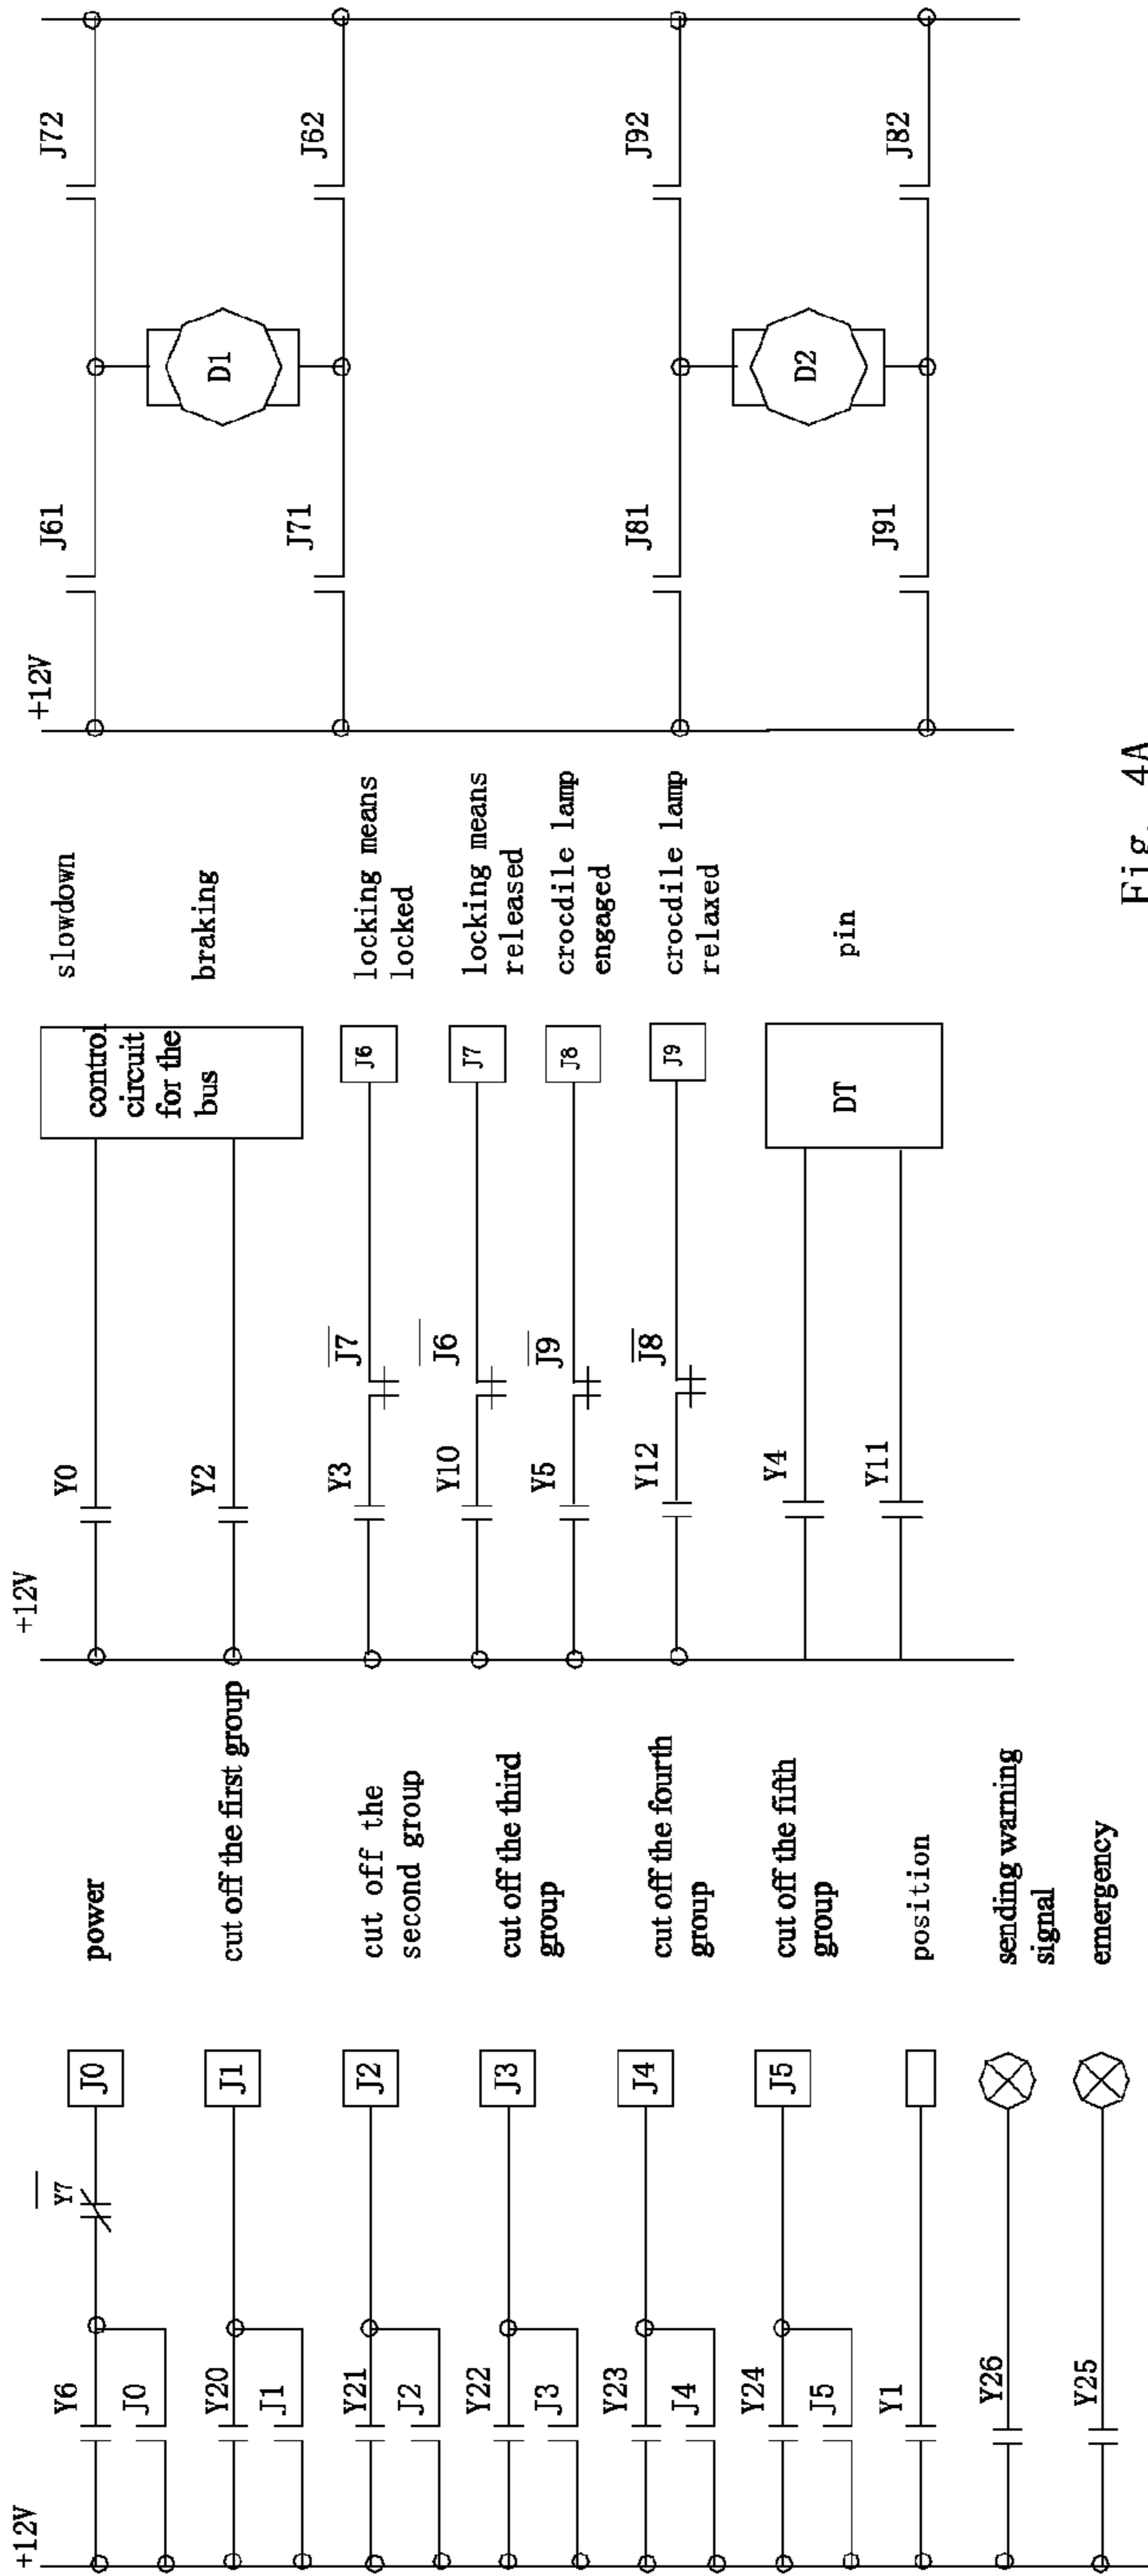 +12V
Y6
Y7
J0
power
J0
Y20
J1
cut off the first group
J1
Y21
J2
cut off the
second group
J2
Y22
J3
cut off the third
group
J3
Y23
J4
cut off the fourth
group
J4
Y24
J5
cut off the fifth
group
J5
Y1
position
Y26
sending warning
signal
Y25
emergency
+12V
Y0
control
circuit
for the
bus
slowdown
Y2
braking
Y3
J7
J6
locking means
locked
Y10
J6
J7
locking means
released
Y5
J9
J8
crocdile lamp
engaged
Y12
J8
J9
crocdile lamp
relaxed
Y4
DT
pin
Y11
+12V
J61
J72
D1
J71
J62
J81
J92
D2
J91
J82
Fig. 4A